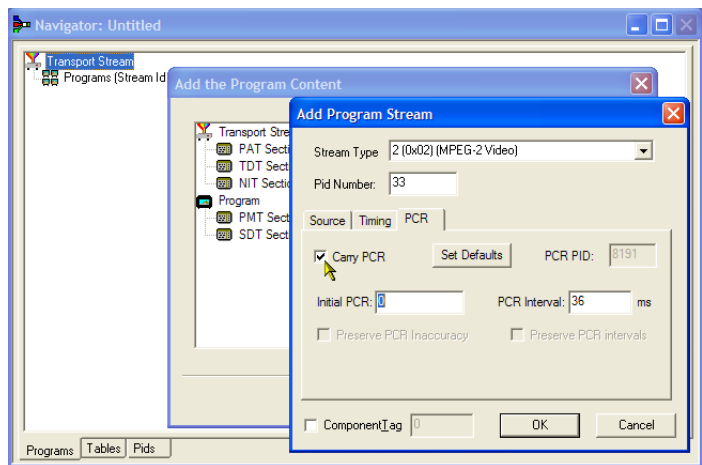 Navigator: Untitled
Transport Stream
Programs (Stream Id
Add the Program Content
Transport Stre
PAT Secti
TDT Secti
NIT Sectio
Program
PMT Sect
SDT Sect
Add Program Stream
Stream Type 2 (0x02) (MPEG-2 Video)
Pid Number: 33
Source Timing PCR
Carry PCR Set Defaults PCR PID: 8191
Initial PCR: 0 PCR Interval: 36 ms
Preserve PCR Inaccuracy Preserve PCR intervals
ComponentTag 0 OK Cancel
Programs Tables Pids